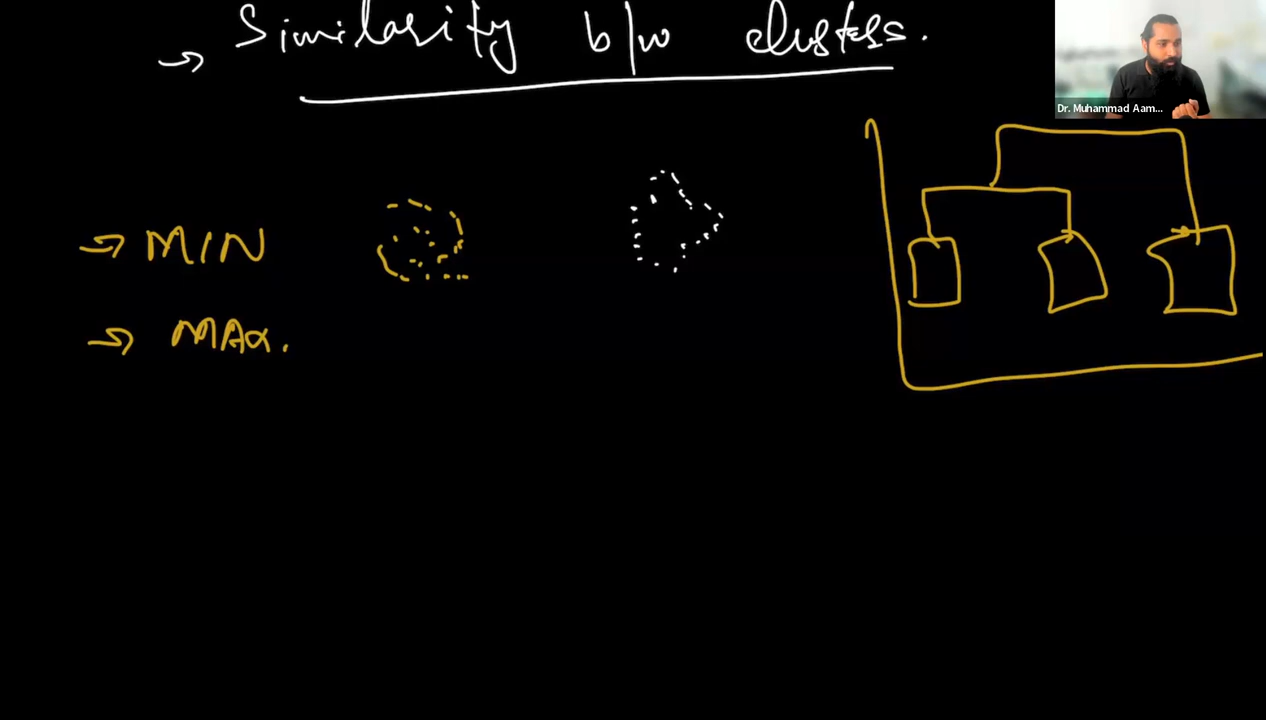 → Similarity b/w clusters.
Dr. Muhammad Aam...
→ MIN
→ MAX.